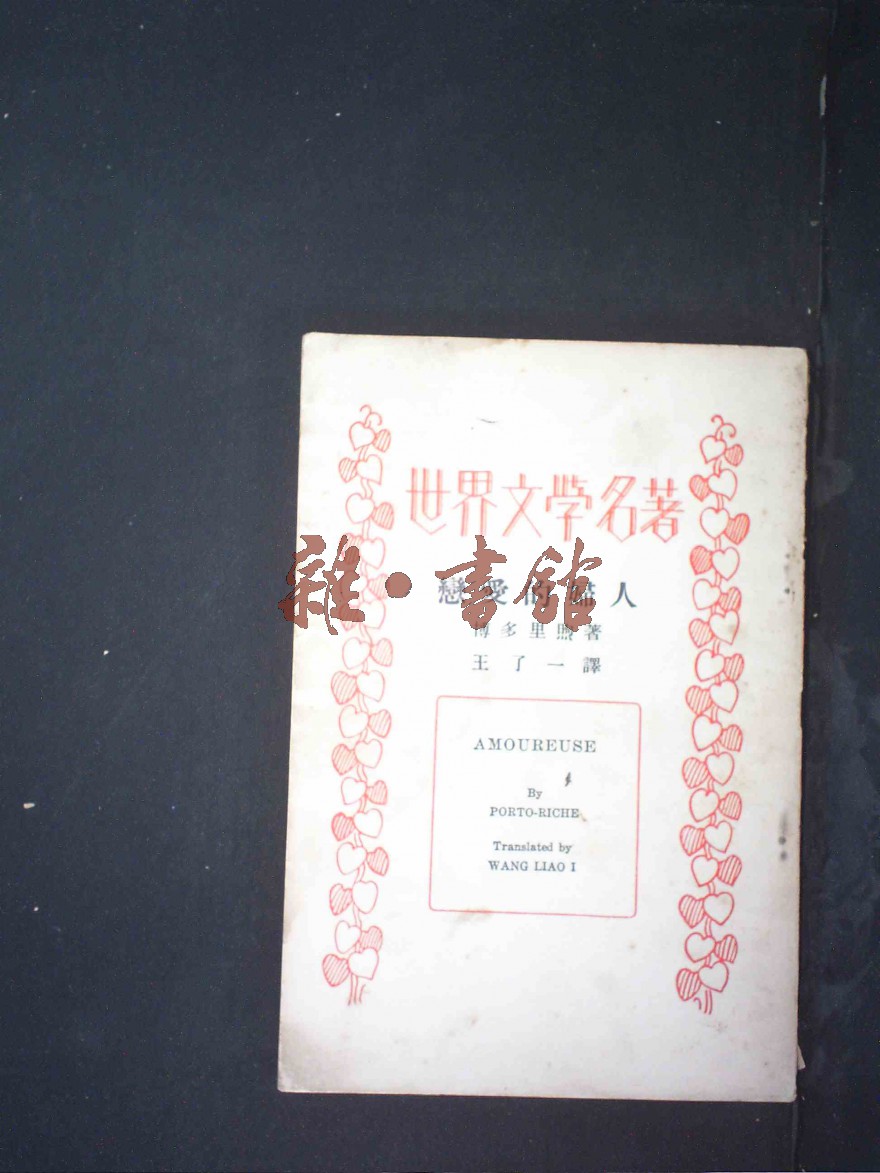 世界文學名著
戀愛的婦人
博多里煦著
王了一譯
AMOUREUSE
By
PORTO-RICHE
Translated by
WANG LIAO I
雜·書館